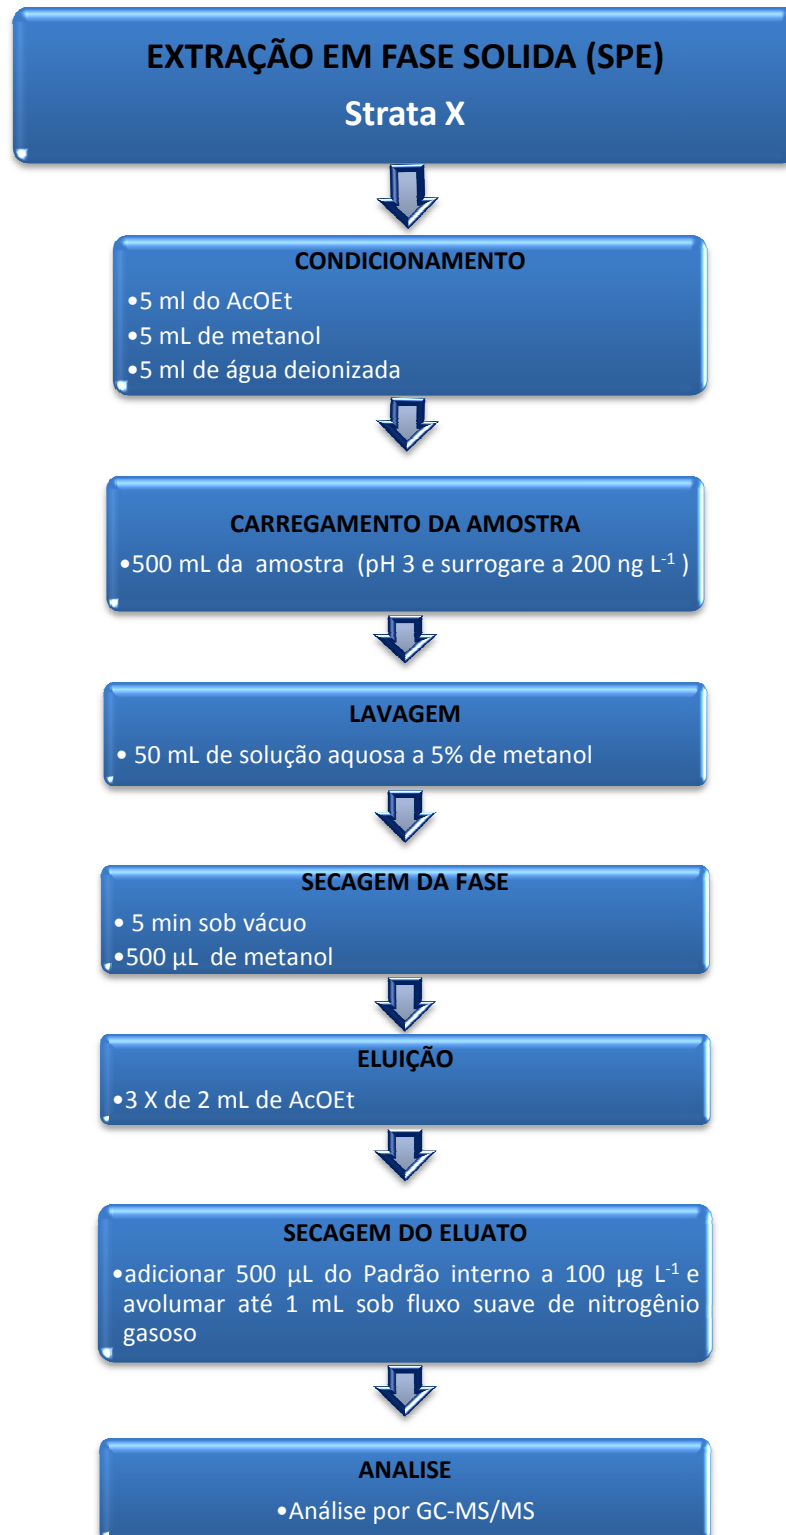 EXTRAÇÃO EM FASE SOLIDA (SPE)
Strata X
CONDICIONAMENTO
•5 ml do AcOEt
•5 mL de metanol
•5 ml de água deionizada
CARREGAMENTO DA AMOSTRA
•500 mL da amostra (pH 3 e surrogare a 200 ng L⁻¹ )
LAVAGEM
• 50 mL de solução aquosa a 5% de metanol
SECAGEM DA FASE
• 5 min sob vácuo
•500 µL de metanol
ELUIÇÃO
•3 X de 2 mL de AcOEt
SECAGEM DO ELUATO
•adicionar 500 µL do Padrão interno a 100 µg L⁻¹ e
avolumar até 1 mL sob fluxo suave de nitrogênio
gasoso
ANALISE
•Análise por GC-MS/MS